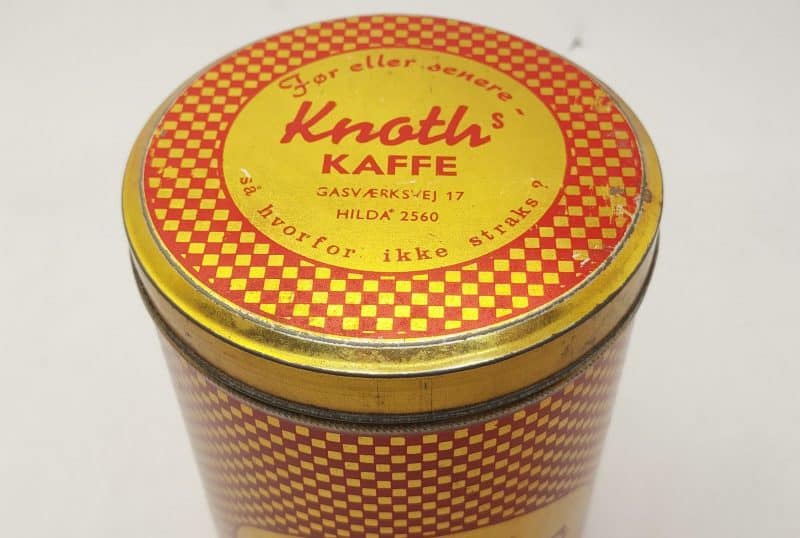 Før eller senere -
Knoths
KAFFE
GASVÆRKSVEJ 17
HILDA* 2560
så hvorfor ikke straks?